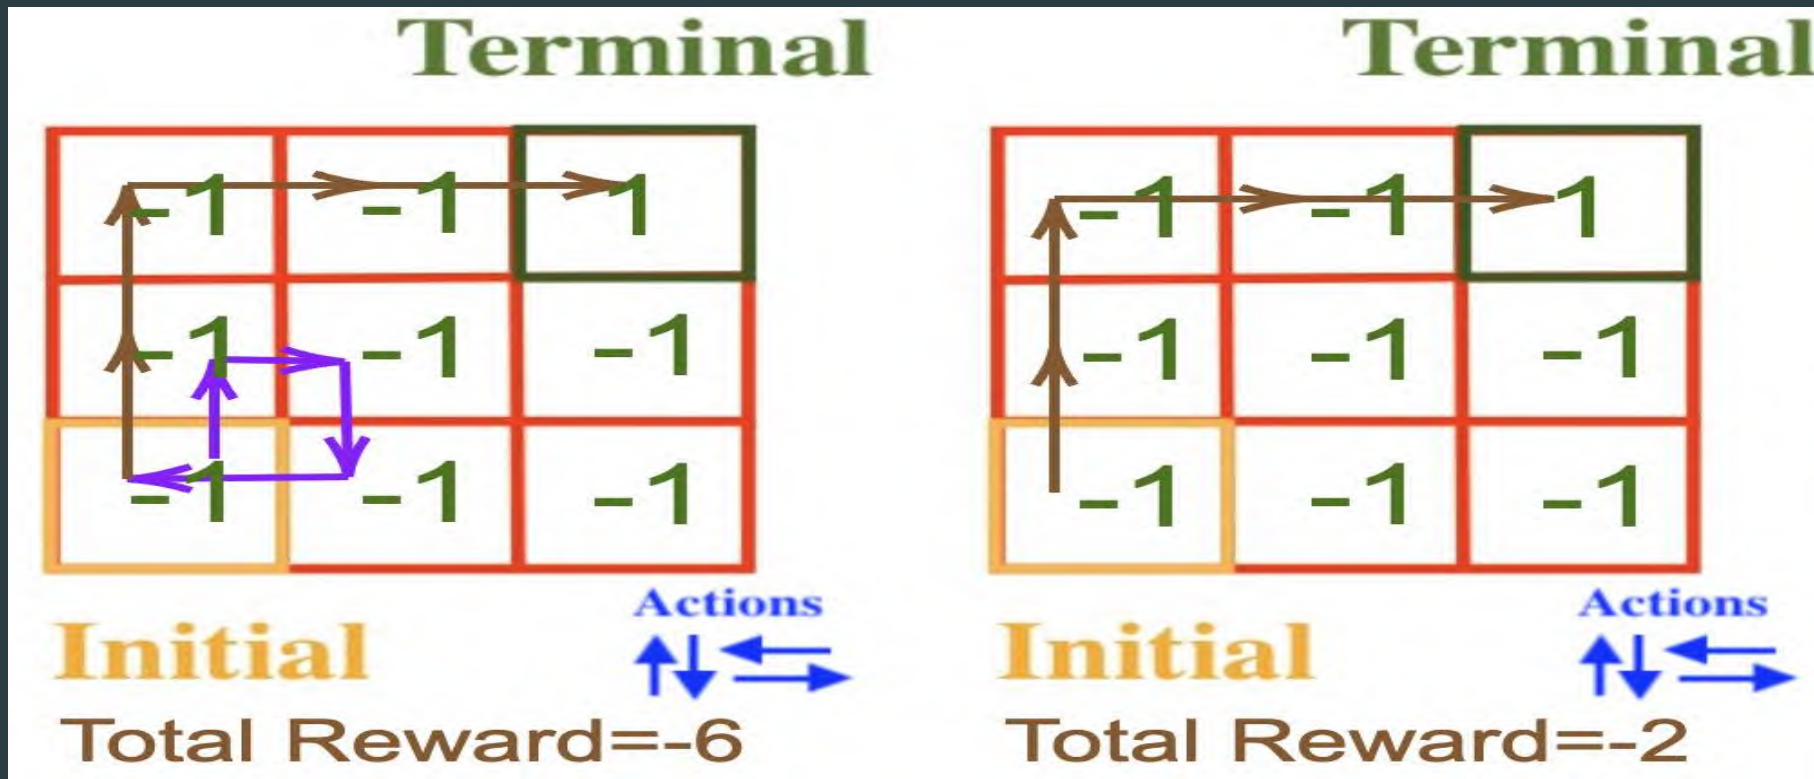 Terminal Terminal
-1 -1 1 -1 -1 1
-1 -1 -1 -1 -1 -1
-1 -1 -1 -1 -1 -1
Actions Actions
Initial Initial
Total Reward=-6 Total Reward=-2